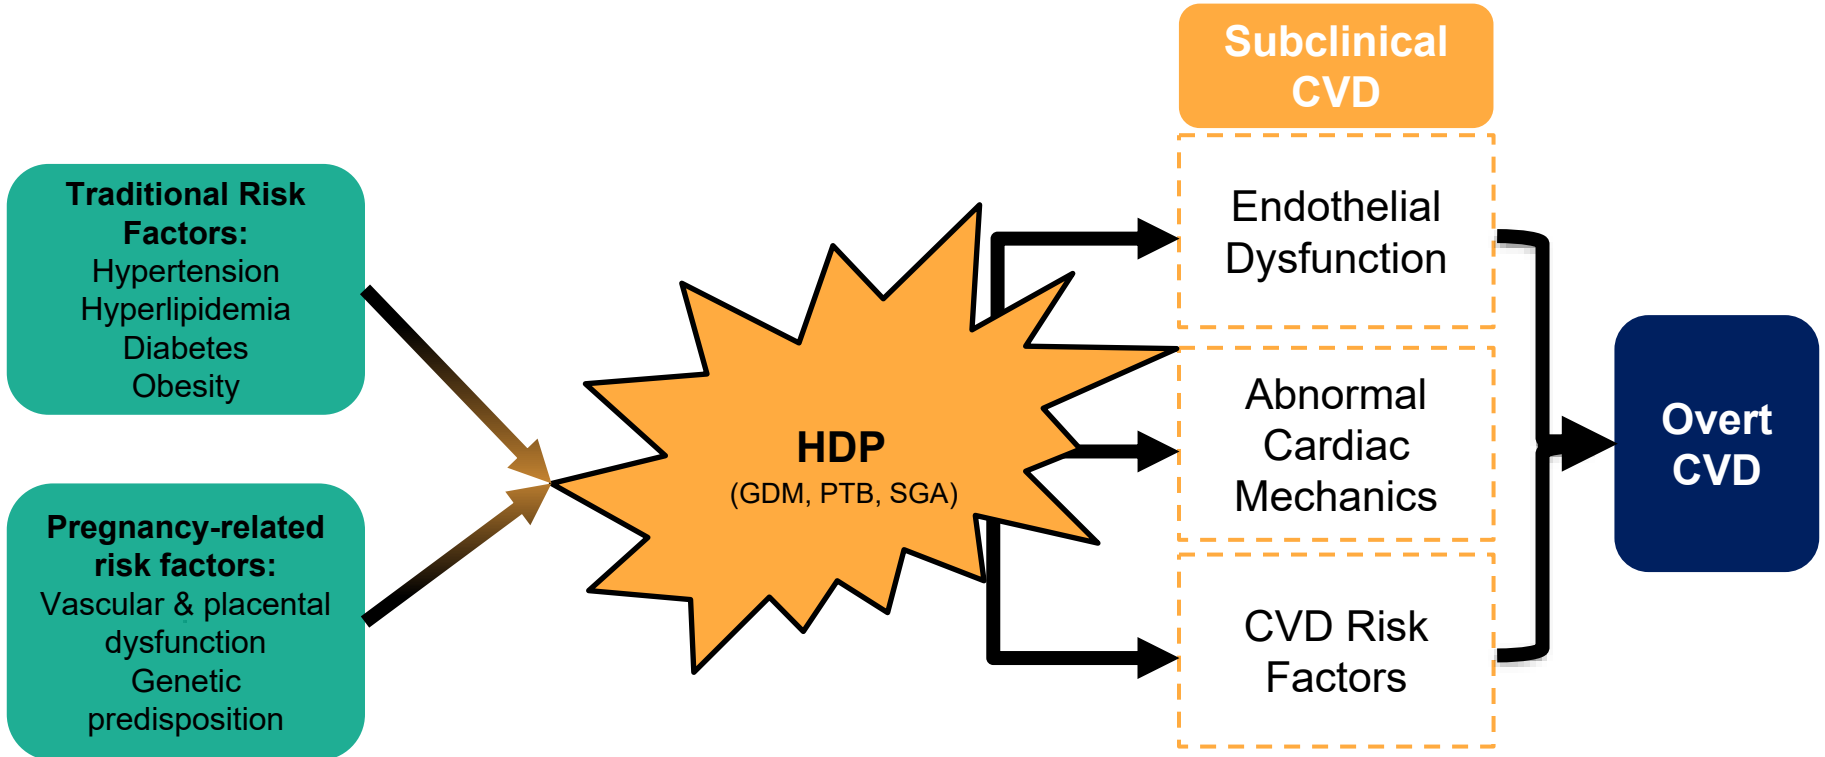 Traditional Risk
Factors:
Hypertension
Hyperlipidemia
Diabetes
Obesity
Pregnancy-related
risk factors:
Vascular & placental
dysfunction
Genetic
predisposition
HDP
(GDM, PTB, SGA)
Subclinical
CVD
Endothelial
Dysfunction
Abnormal
Cardiac
Mechanics
CVD Risk
Factors
Overt
CVD